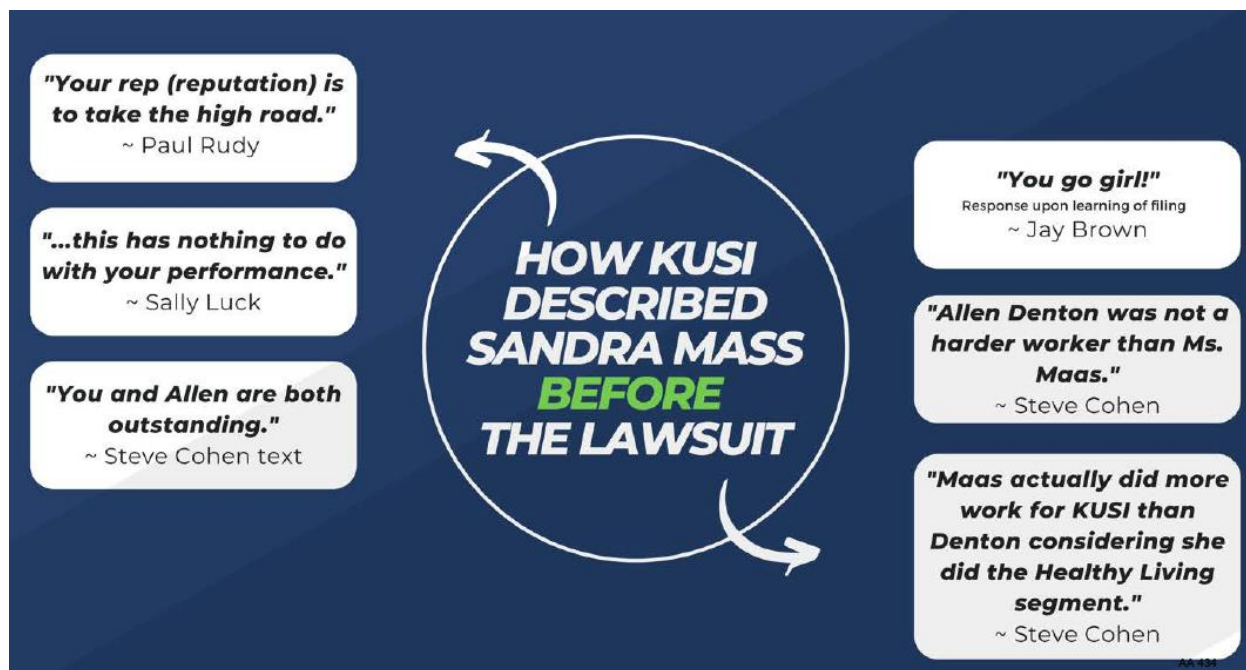 "Your rep (reputation) is
to take the high road."
~ Paul Rudy
"...this has nothing to do
with your performance."
~ Sally Luck
"You and Allen are both
outstanding."
~ Steve Cohen text
HOW KUSI
DESCRIBED
SANDRA MASS
BEFORE
THE LAWSUIT
"You go girl!"
Response upon learning of filing
~ Jay Brown
"Allen Denton was not a
harder worker than Ms.
Maas."
~ Steve Cohen
"Maas actually did more
work for KUSI than
Denton considering she
did the Healthy Living
segment."
~ Steve Cohen
AA 434